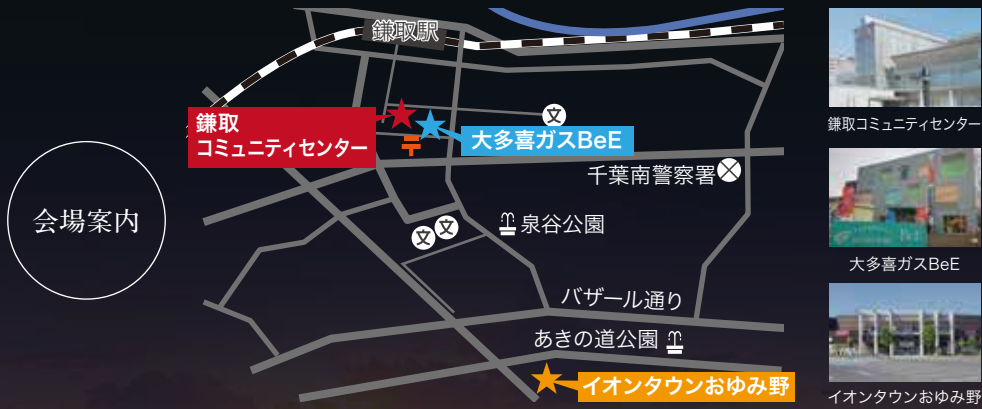 会場案内
鎌取駅
鎌取
コミュニティセンター
大多喜ガスBeE
文
千葉南警察署
文
文
泉谷公園
バザール通り
あきの道公園
イオンタウンおゆみ野
鎌取コミュニティセンター
大多喜ガスBeE
イオンタウンおゆみ野